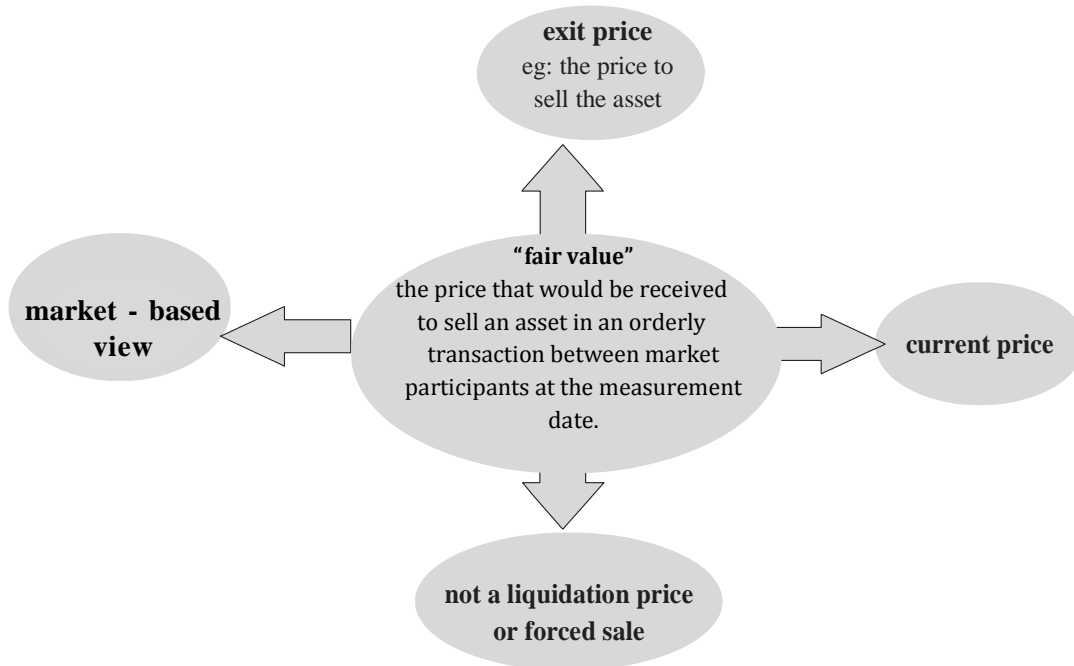 exit price
eg: the price to
sell the asset
“fair value”
the price that would be received
to sell an asset in an orderly
transaction between market
participants at the measurement
date.
market - based
view
current price
not a liquidation price
or forced sale